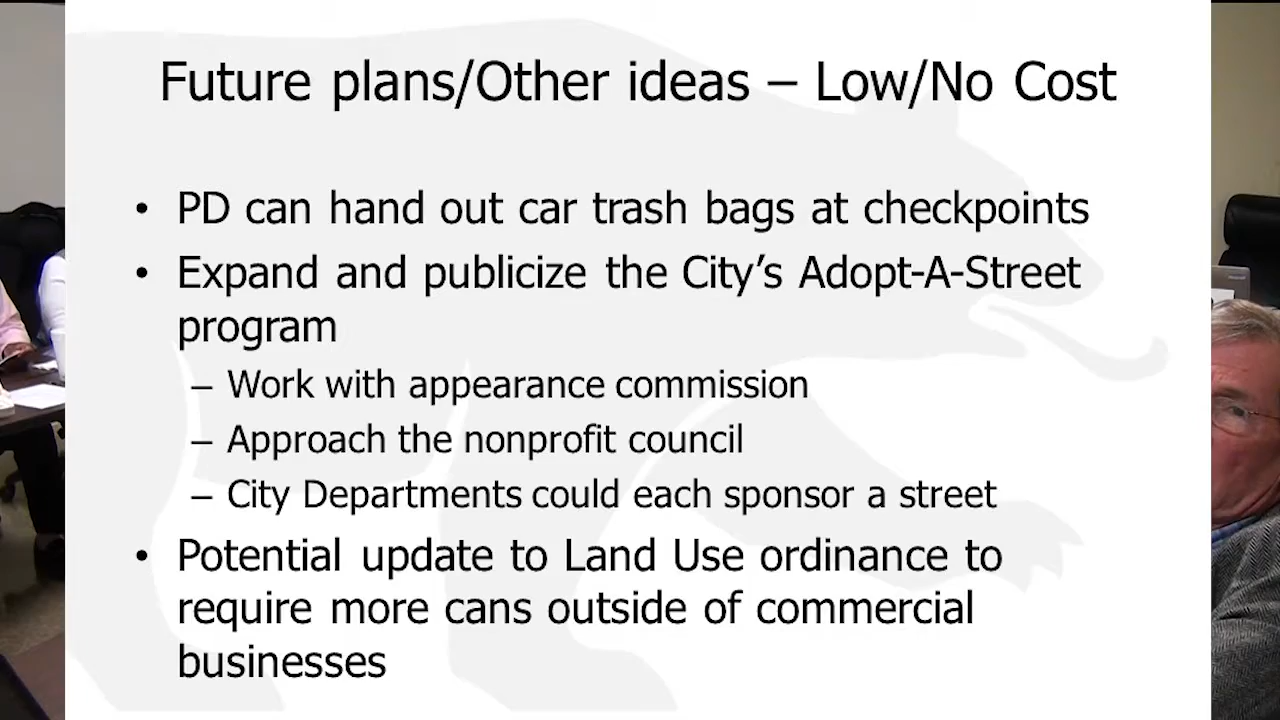 Future plans/Other ideas – Low/No Cost
• PD can hand out car trash bags at checkpoints
• Expand and publicize the City's Adopt-A-Street
program
– Work with appearance commission
– Approach the nonprofit council
– City Departments could each sponsor a street
• Potential update to Land Use ordinance to
require more cans outside of commercial
businesses